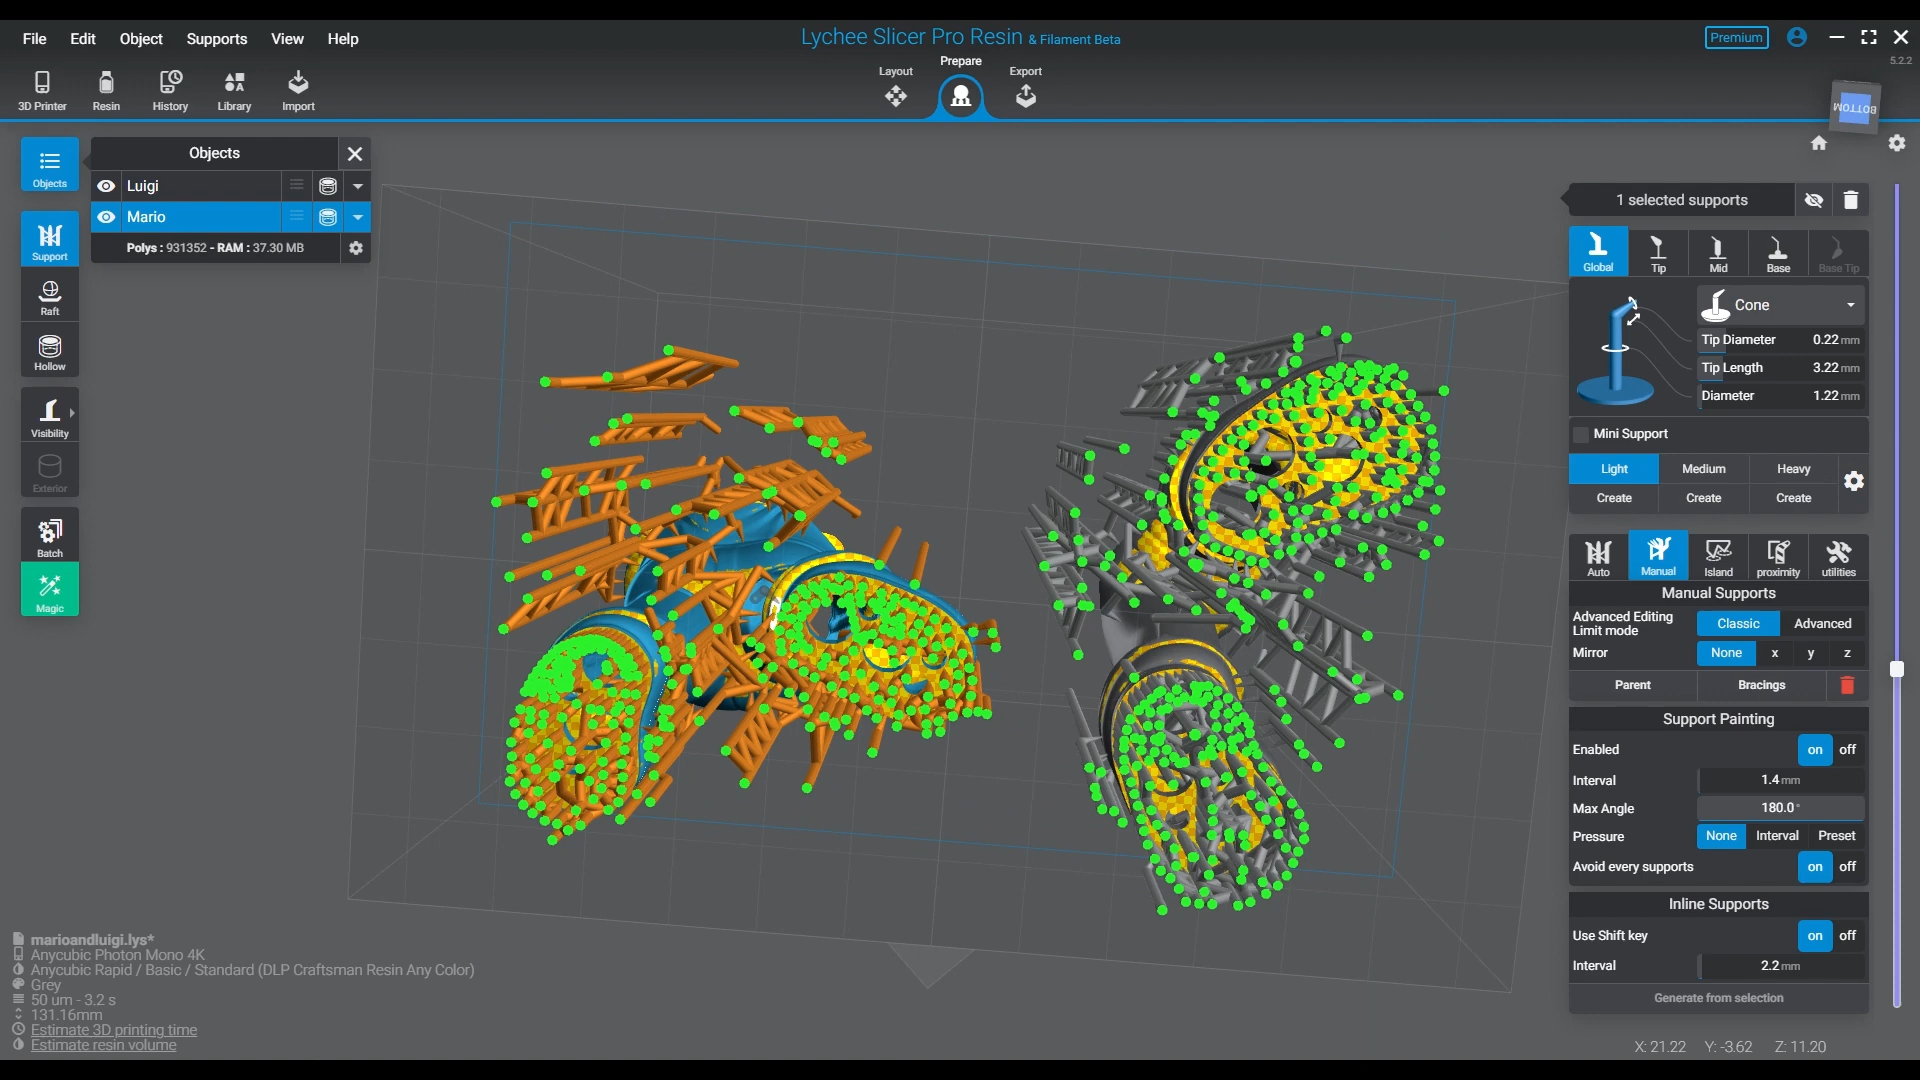 File Edit Object Supports View Help
Lychee Slicer Pro Resin & Filament Beta
Premium
5.2.2
3D Printer Resin History Library Import
Layout Prepare Export
BOTTOM
Objects
Objects
Luigi
Mario
Polys : 931352 - RAM : 37.30 MB
Support
Raft
Hollow
Visibility
Exterior
Batch
Magic
1 selected supports
Global Tip Mid Base Base Tip
Cone
Tip Diameter 0.22 mm
Tip Length 3.22 mm
Diameter 1.22 mm
Mini Support
Light Medium Heavy
Create Create Create
Auto Manual Island proximity utilities
Manual Supports
Advanced Editing
Limit mode Classic Advanced
Mirror None x y z
Parent Bracings
Support Painting
Enabled on off
Interval 1.4 mm
Max Angle 180.0 °
Pressure None Interval Preset
Avoid every supports on off
Inline Supports
Use Shift key on off
Interval 2.2 mm
Generate from selection
marioandluigi.lys*
Anycubic Photon Mono 4K
Anycubic Rapid / Basic / Standard (DLP Craftsman Resin Any Color)
Grey
50 um - 3.2 s
131.16mm
Estimate 3D printing time
Estimate resin volume
X: 21.22 Y: -3.62 Z: 11.20